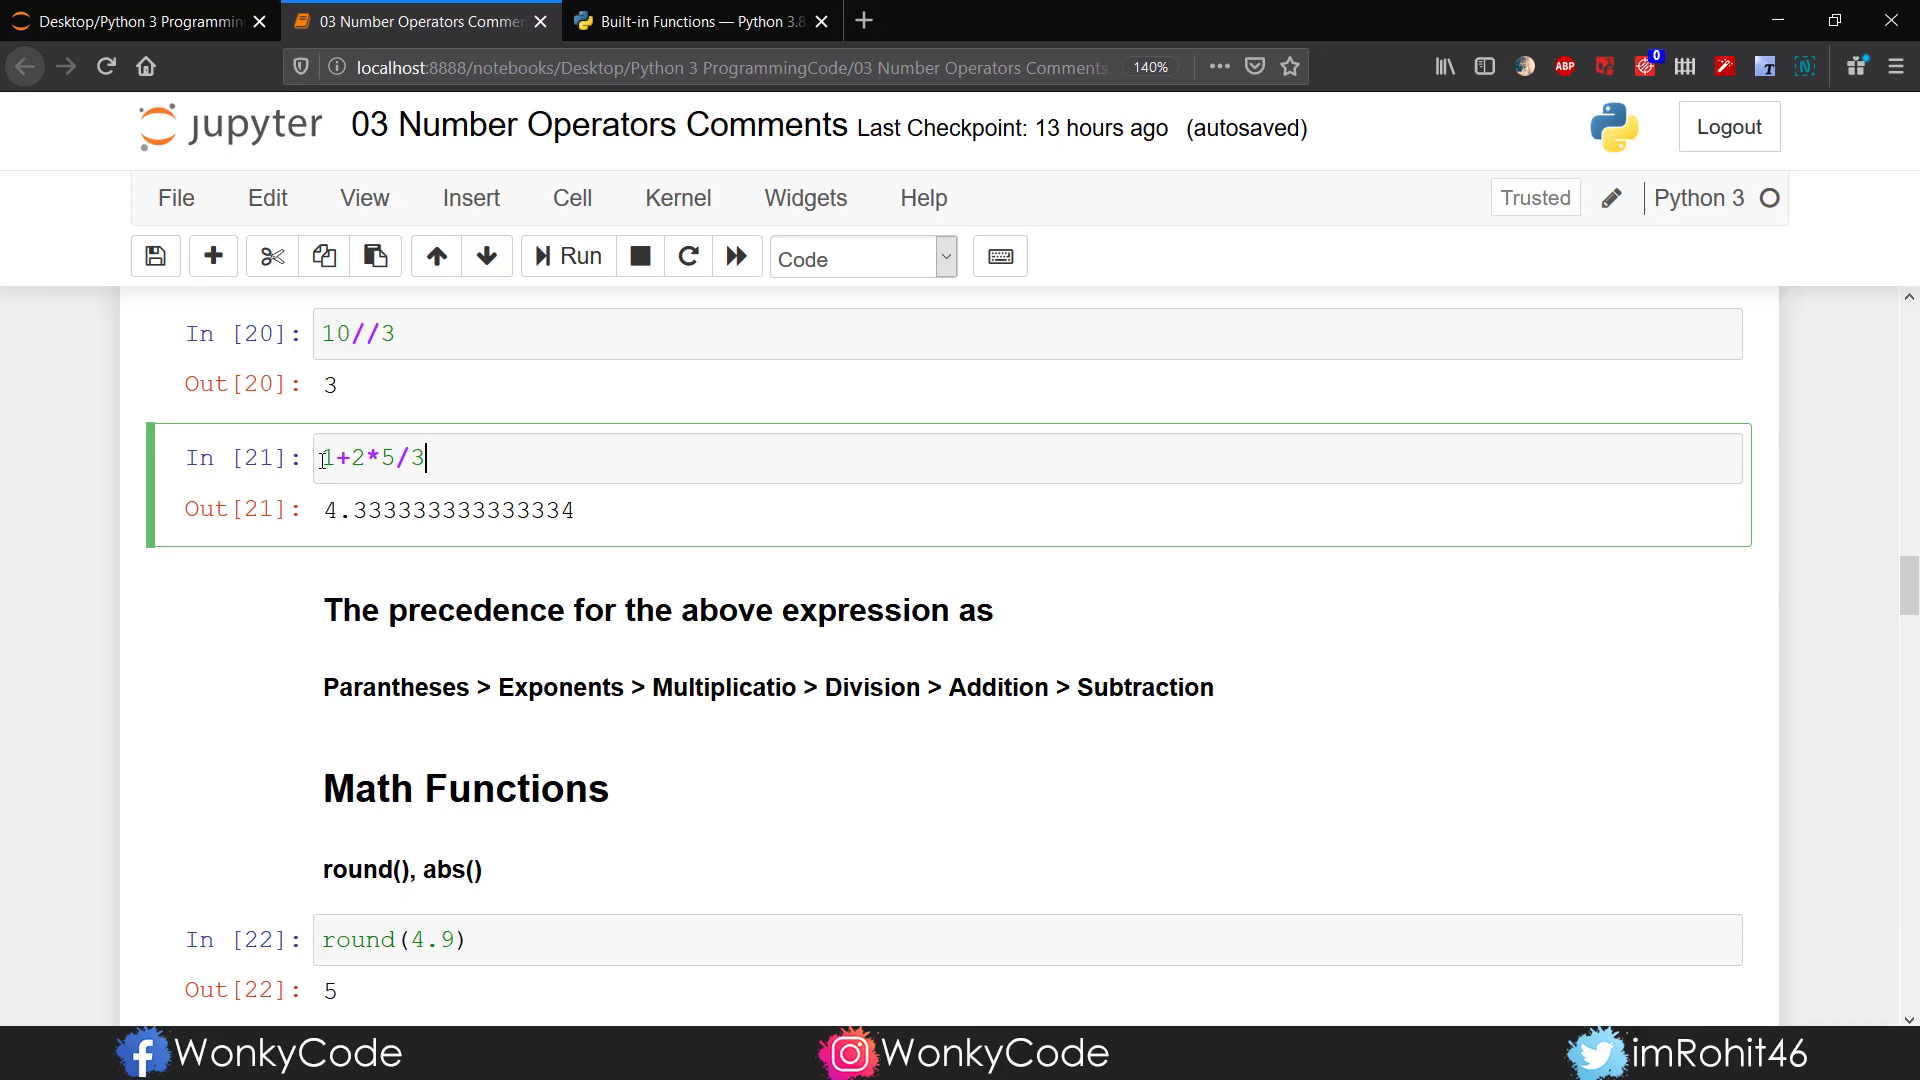 Desktop/Python 3 Programmin
03 Number Operators Commen
Built-in Functions — Python 3.8
localhost:8888/notebooks/Desktop/Python 3 ProgrammingCode/03 Number Operators Comments.
140%
ABP
0
T
N
jupyter
03 Number Operators Comments
Last Checkpoint: 13 hours ago (autosaved)
Logout
File Edit View Insert Cell Kernel Widgets Help
Trusted
Python 3
Run
Code
In [20]: 10//3
Out[20]: 3
In [21]: 1+2*5/3
Out[21]: 4.333333333333334
The precedence for the above expression as
Parantheses > Exponents > Multiplicatio > Division > Addition > Subtraction
Math Functions
round(), abs()
In [22]: round(4.9)
Out[22]: 5
WonkyCode
WonkyCode
imRohit46